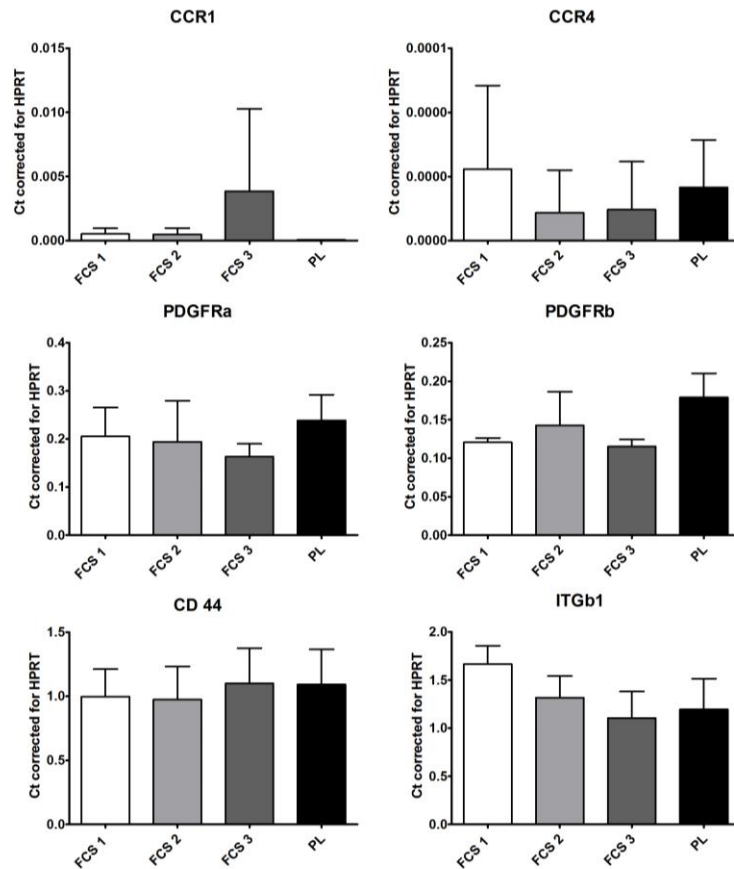 CCR1
Ct corrected for HPRT
0.015
0.010
0.005
0.000
FCS 1
FCS 2
FCS 3
PL
CCR4
Ct corrected for HPRT
0.0001
0.0000
0.0000
0.0000
FCS 1
FCS 2
FCS 3
PL
PDGFRa
Ct corrected for HPRT
0.4
0.3
0.2
0.1
0.0
FCS 1
FCS 2
FCS 3
PL
PDGFRb
Ct corrected for HPRT
0.25
0.20
0.15
0.10
0.05
0.00
FCS 1
FCS 2
FCS 3
PL
CD 44
Ct corrected for HPRT
1.5
1.0
0.5
0.0
FCS 1
FCS 2
FCS 3
PL
ITGb1
Ct corrected for HPRT
2.0
1.5
1.0
0.5
0.0
FCS 1
FCS 2
FCS 3
PL